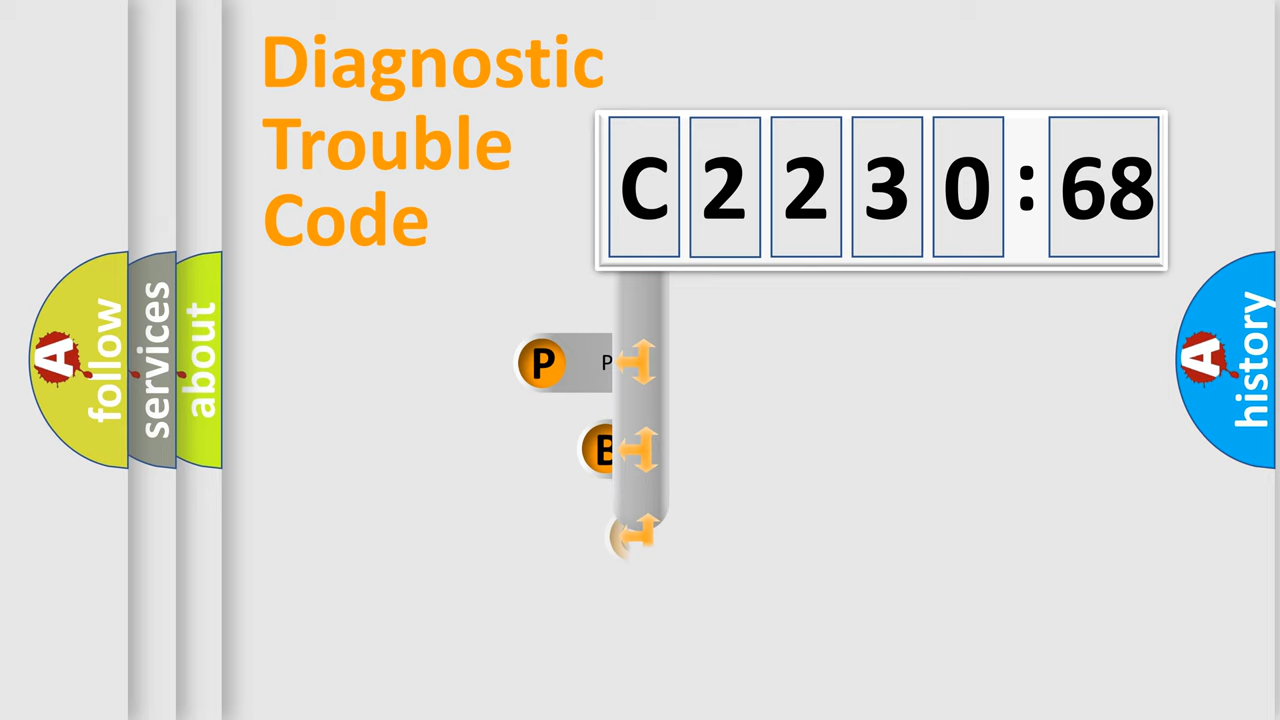 Diagnostic
Trouble
Code
C2230:68
P P
B
A
follow
services
about
A
history